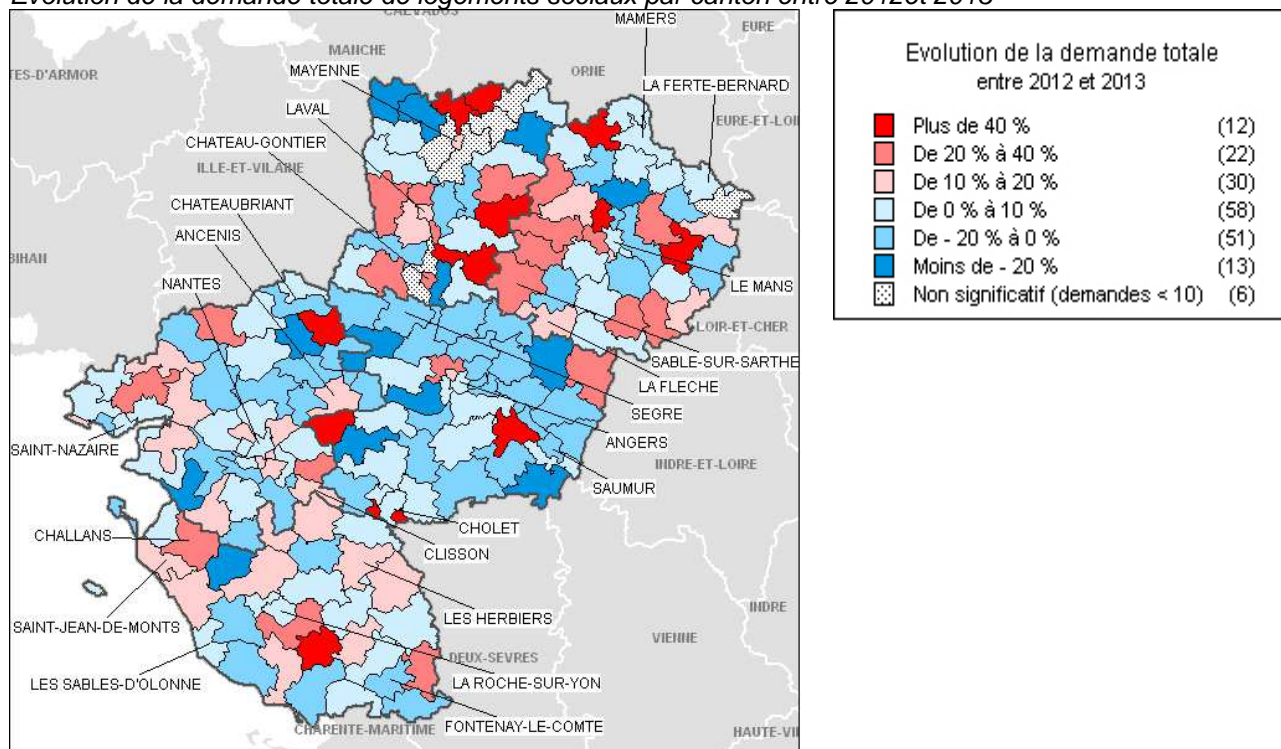 Evolution de la demande totale de logements sociaux par canton entre 2012et 2013
CALVADOS
MAMERS
EURE
MANCHE
TES-D'ARMOR
MAYENNE
ORNE
LA FERTE-BERNARD
LAVAL
EURE-ET-LOI
CHATEAU-GONTIER
ILLE-ET-VILAINE
CHATEAUBRIANT
ANCENIS
BIHAN
NANTES
LE MANS
LOIR-ET-CHER
SABLE-SUR-SARTHE
LA FLECHE
SEGRE
ANGERS
SAINT-NAZAIRE
INDRE-ET-LOIRE
SAUMUR
CHOLET
CHALLANS
CLISSON
LES HERBIERS
INDRE
SAINT-JEAN-DE-MONTS
VIENNE
DEUX-SEVRES
LES SABLES-D'OLONNE
LA ROCHE-SUR-YON
FONTENAY-LE-COMTE
CHARENTE-MARITIME
HAUTE-VI
Evolution de la demande totale
entre 2012 et 2013
Plus de 40 % (12)
De 20 % à 40 % (22)
De 10 % à 20 % (30)
De 0 % à 10 % (58)
De - 20 % à 0 % (51)
Moins de - 20 % (13)
Non significatif (demandes < 10) (6)